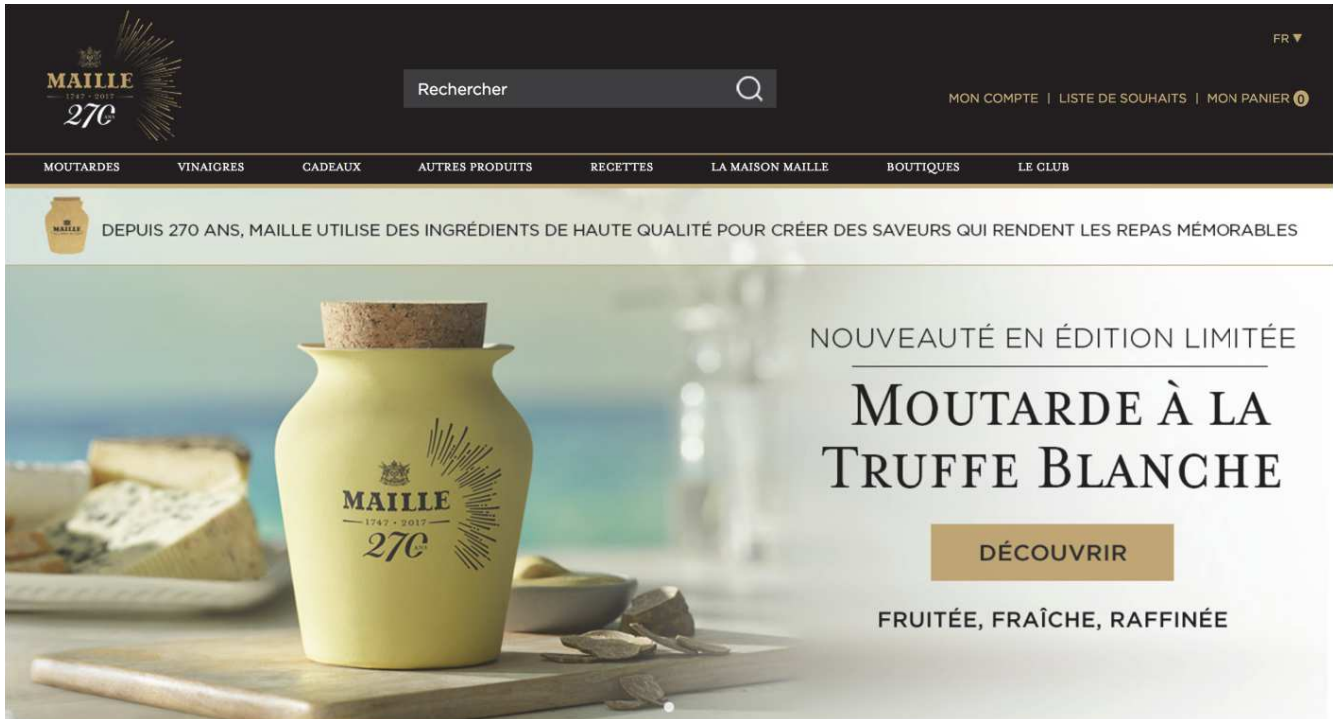 FR▼
MAILLE
1747 • 2017
270 ANS
Rechercher
MON COMPTE | LISTE DE SOUHAITS | MON PANIER 0
MOUTARDES VINAIGRES CADEAUX AUTRES PRODUITS RECETTES LA MAISON MAILLE BOUTIQUES LE CLUB
MAILLE
DEPUIS 270 ANS, MAILLE UTILISE DES INGRÉDIENTS DE HAUTE QUALITÉ POUR CRÉER DES SAVEURS QUI RENDENT LES REPAS MÉMORABLES
NOUVEAUTÉ EN ÉDITION LIMITÉE
MOUTARDE À LA
TRUFFE BLANCHE
DÉCOUVRIR
FRUITÉE, FRAÎCHE, RAFFINÉE
MAILLE
1747 • 2017
270 ANS